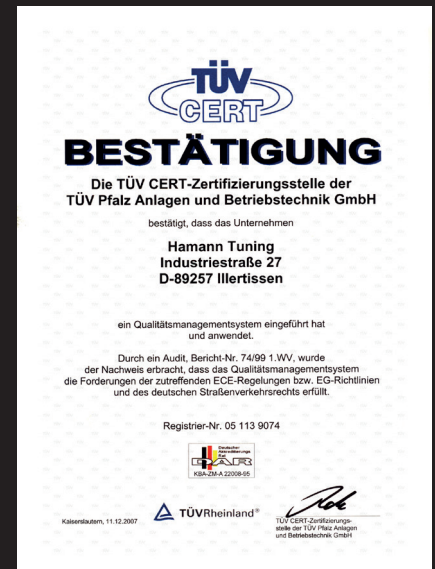 TÜV
CERT
BESTÄTIGUNG
Die TÜV CERT-Zertifizierungsstelle der
TÜV Pfalz Anlagen und Betriebstechnik GmbH
bestätigt, dass das Unternehmen
Hamann Tuning
Industriestraße 27
D-89257 Illertissen
ein Qualitätsmanagementsystem eingeführt hat
und anwendet.
Durch ein Audit, Bericht-Nr. 74/99 1.WV, wurde
der Nachweis erbracht, dass das Qualitätsmanagementsystem
die Forderungen der zutreffenden ECE-Regelungen bzw. EG-Richtlinien
und des deutschen Straßenverkehrsrechts erfüllt.
Registrier-Nr. 05 113 9074
Deutscher
Akkreditierungs
Rat
DAR
KBA-ZM-A 22008-95
Kaiserslautern, 11.12.2007
TÜVRheinland®
TÜV CERT-Zertifizierungs-
stelle der TÜV Pfalz Anlagen
und Betriebstechnik GmbH